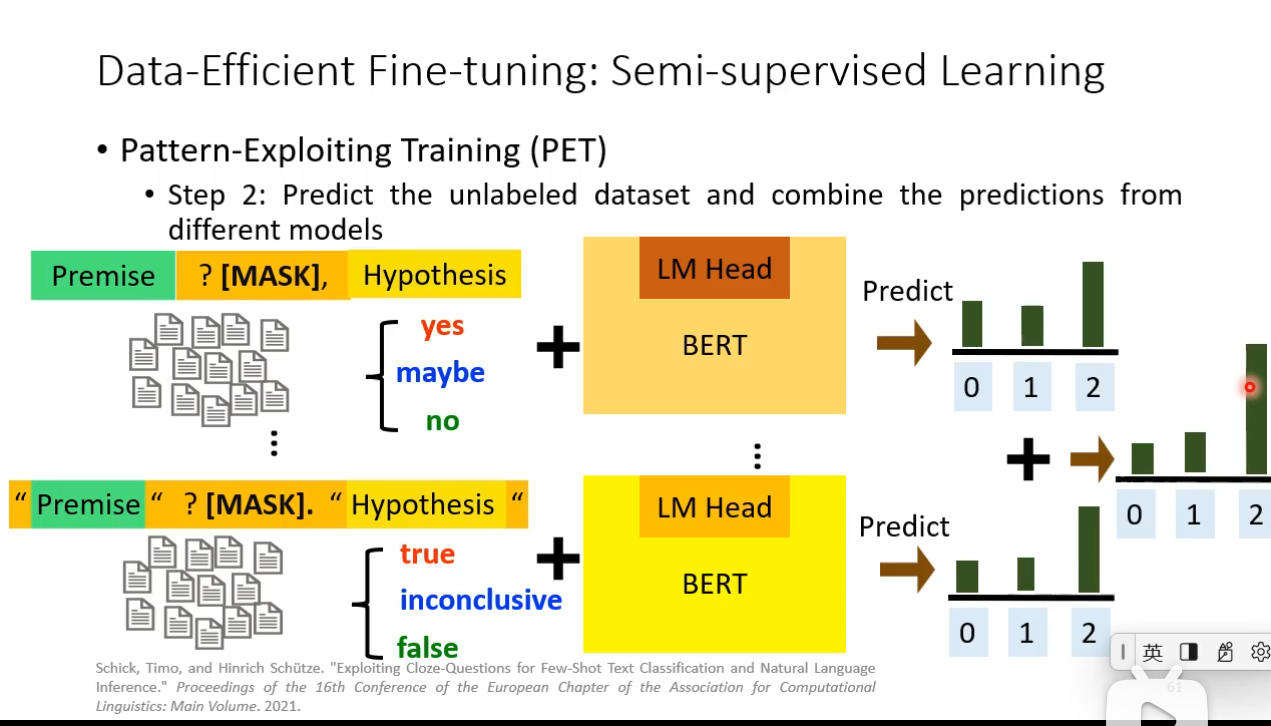 Data-Efficient Fine-tuning: Semi-supervised Learning
• Pattern-Exploiting Training (PET)
• Step 2: Predict the unlabeled dataset and combine the predictions from
different models
Premise ? [MASK], Hypothesis
yes
maybe
no
LM Head
BERT
Predict
0 1 2
0 1 2
“ Premise “ ? [MASK]. “ Hypothesis “
true
inconclusive
false
LM Head
BERT
Predict
0 1 2
英
Schick, Timo, and Hinrich Schütze. "Exploiting Cloze-Questions for Few-Shot Text Classification and Natural Language
Inference." Proceedings of the 16th Conference of the European Chapter of the Association for Computational
Linguistics: Main Volume. 2021.
61